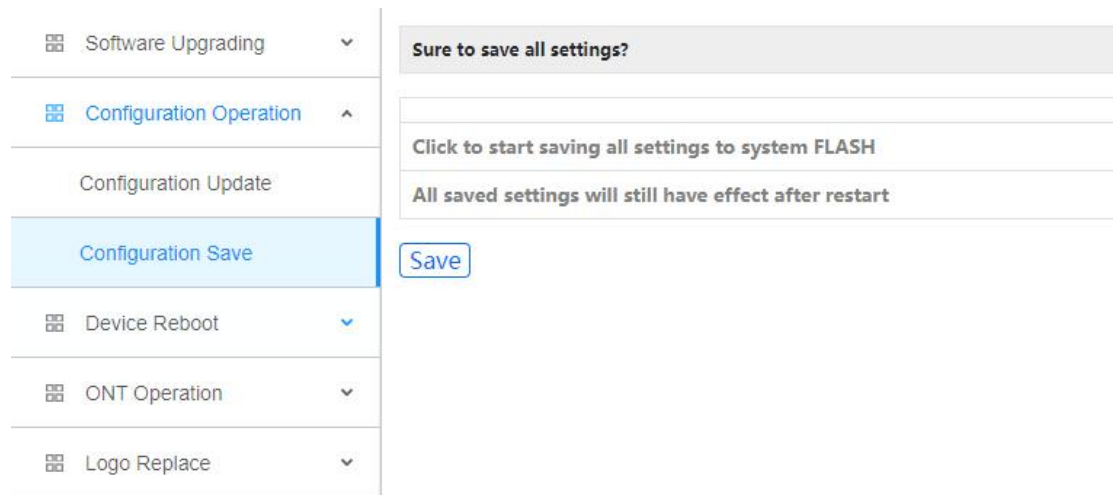 Software Upgrading
Configuration Operation
Configuration Update
Configuration Save
Device Reboot
ONT Operation
Logo Replace
Sure to save all settings?
Click to start saving all settings to system FLASH
All saved settings will still have effect after restart
Save